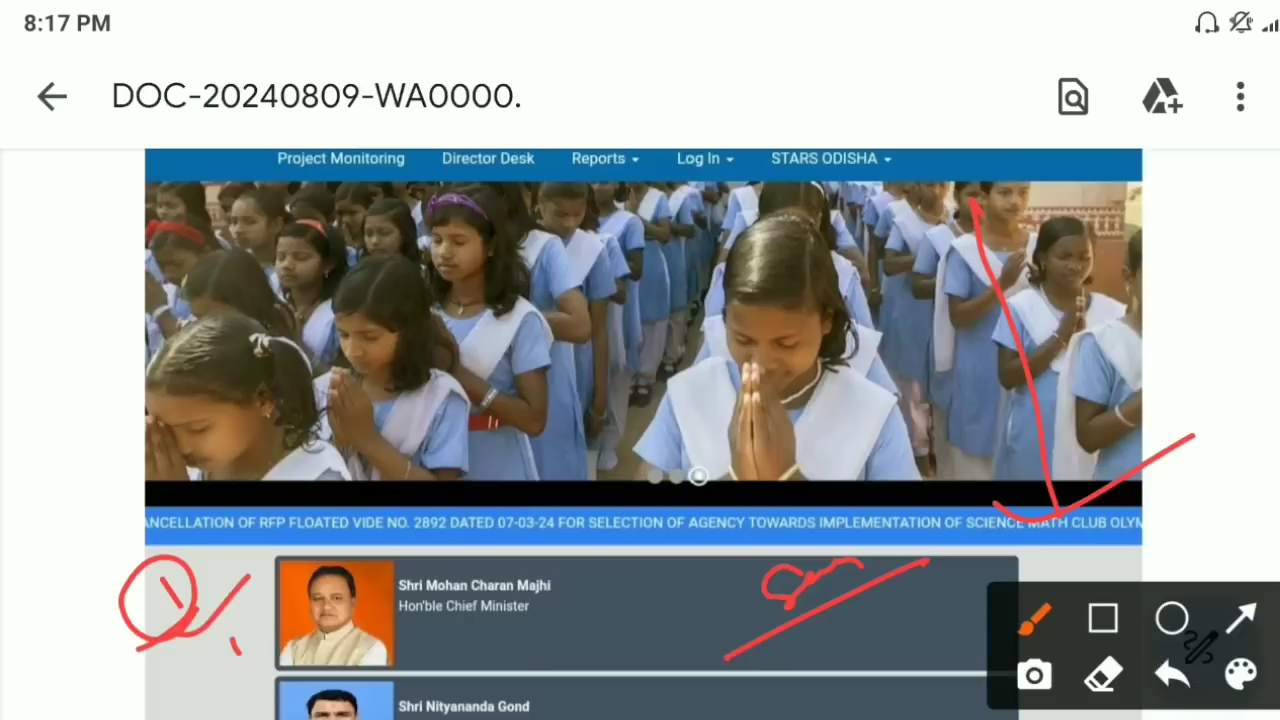 8:17 PM
DOC-20240809-WA0000.
Project Monitoring Director Desk Reports Log In STARS ODISHA
ANCELLATION OF RFP FLOATED VIDE NO. 2892 DATED 07-03-24 FOR SELECTION OF AGENCY TOWARDS IMPLEMENTATION OF SCIENCE MATH CLUB OLYM
Shri Mohan Charan Majhi
Hon'ble Chief Minister
Shri Nityananda Gond